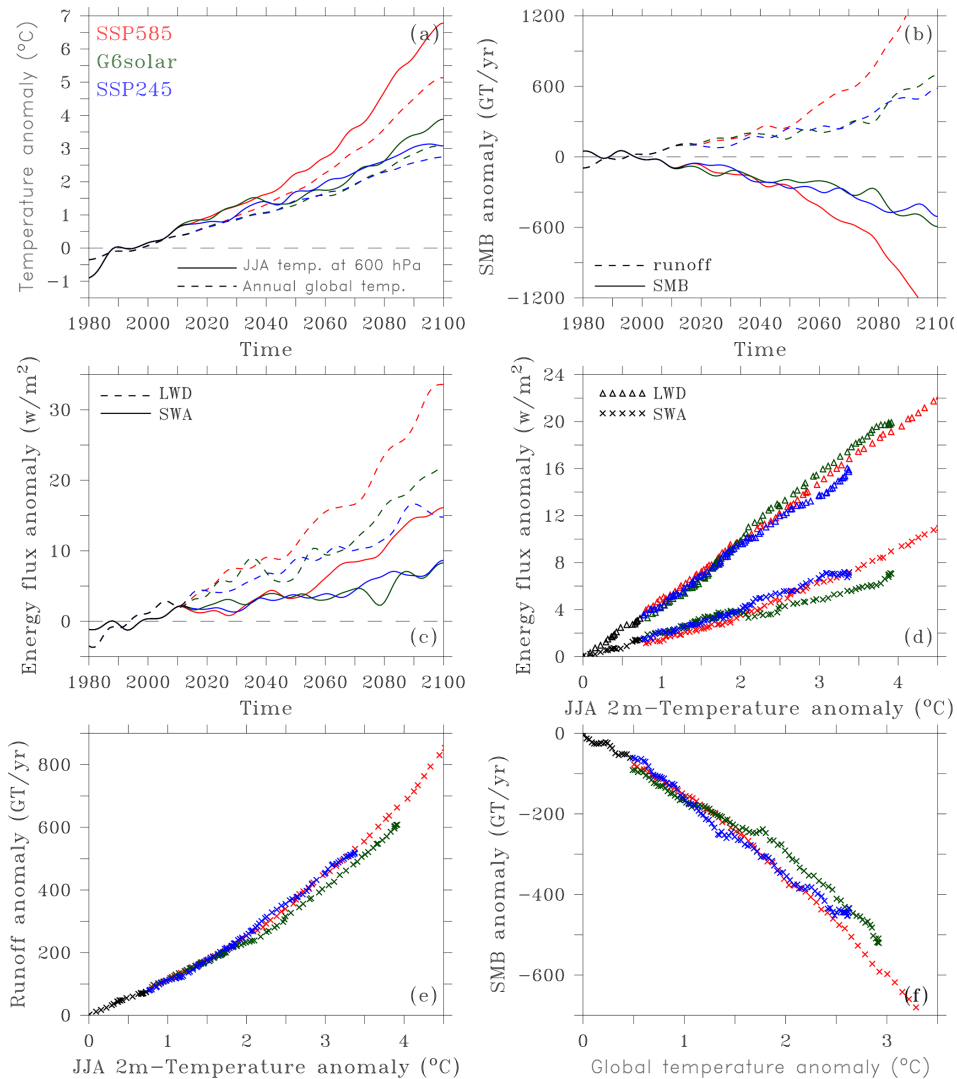 Temperature anomaly (°C)
7
6
5
4
3
2
1
0
−1
SSP585
G6solar
SSP245
(a)
JJA temp. at 600 hPa
Annual global temp.
1980 2000 2020 2040 2060 2080 2100
Time
SMB anomaly (GT/yr)
1200
600
0
−600
−1200
(b)
runoff
SMB
1980 2000 2020 2040 2060 2080 2100
Time
Energy flux anomaly (w/m²)
30
20
10
0
LWD
SWA
(c)
1980 2000 2020 2040 2060 2080 2100
Time
Energy flux anomaly (w/m²)
24
20
16
12
8
4
0
LWD
SWA
(d)
0 1 2 3 4
JJA 2m−Temperature anomaly (°C)
Runoff anomaly (GT/yr)
800
600
400
200
0
(e)
0 1 2 3 4
JJA 2m−Temperature anomaly (°C)
SMB anomaly (GT/yr)
0
−200
−400
−600
(f)
0 1 2 3
Global temperature anomaly (°C)